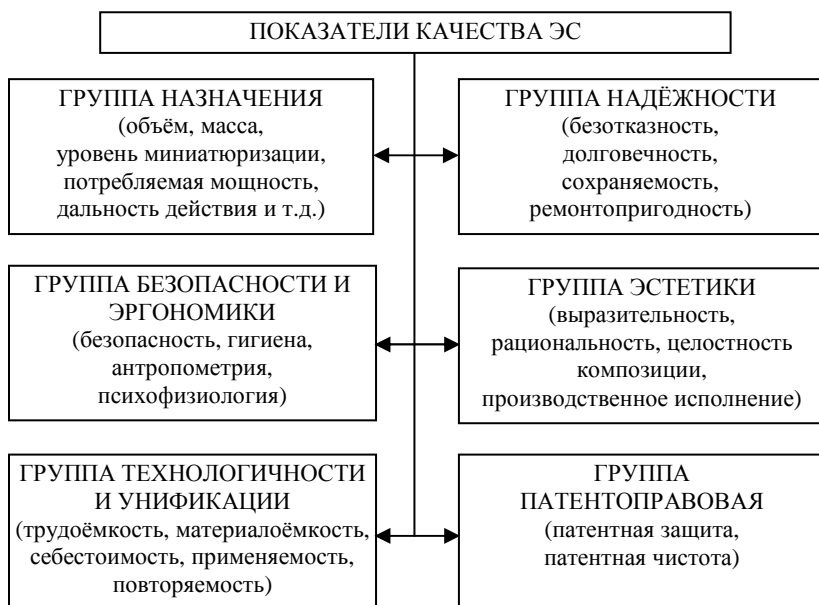 ПОКАЗАТЕЛИ КАЧЕСТВА ЭС
ГРУППА НАЗНАЧЕНИЯ
(объём, масса,
уровень миниатюризации,
потребляемая мощность,
дальность действия и т.д.)
ГРУППА НАДЁЖНОСТИ
(безотказность,
долговечность,
сохраняемость,
ремонтопригодность)
ГРУППА БЕЗОПАСНОСТИ И
ЭРГОНОМИКИ
(безопасность, гигиена,
антропометрия,
психофизиология)
ГРУППА ЭСТЕТИКИ
(выразительность,
рациональность, целостность
композиции,
производственное исполнение)
ГРУППА ТЕХНОЛОГИЧНОСТИ
И УНИФИКАЦИИ
(трудоёмкость, материалоёмкость,
себестоимость, применяемость,
повторяемость)
ГРУППА
ПАТЕНТОПРАВОВАЯ
(патентная защита,
патентная чистота)